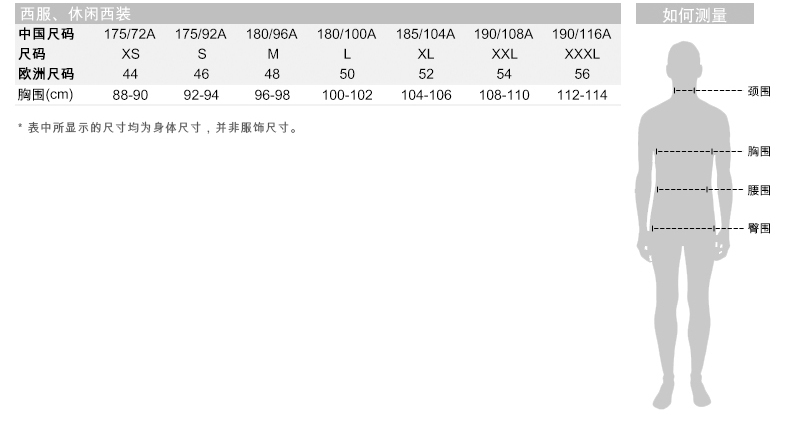 西服、休闲西装
中国尺码 175/72A 175/92A 180/96A 180/100A 185/104A 190/108A 190/116A
尺码 XS S M L XL XXL XXXL
欧洲尺码 44 46 48 50 52 54 56
胸围(cm) 88-90 92-94 96-98 100-102 104-106 108-110 112-114
* 表中所显示的尺寸均为身体尺寸，并非服饰尺寸。
如何测量
颈围
胸围
腰围
臀围